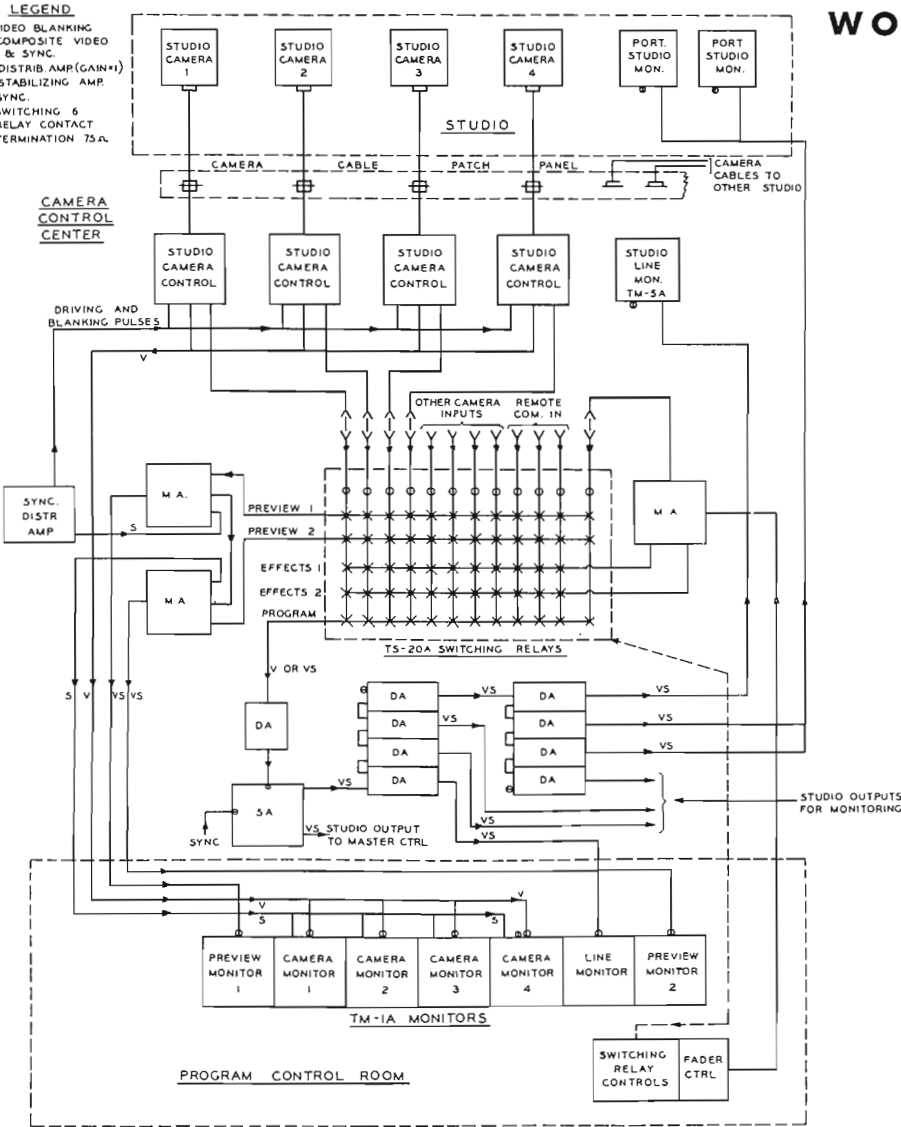 LEGEND
WO
VIDEO BLANKING
COMPOSITE VIDEO
& SYNC.
DISTRIB. AMP. (GAIN=1)
STABILIZING AMP.
SYNC.
SWITCHING 6
RELAY CONTACT
TERMINATION 75Ω
STUDIO CAMERA 1
STUDIO CAMERA 2
STUDIO CAMERA 3
STUDIO CAMERA 4
PORT. STUDIO MON.
PORT STUDIO MON.
STUDIO
CAMERA CABLE PATCH PANEL
CAMERA CABLES TO OTHER STUDIO
CAMERA CONTROL CENTER
STUDIO CAMERA CONTROL
STUDIO CAMERA CONTROL
STUDIO CAMERA CONTROL
STUDIO CAMERA CONTROL
STUDIO LINE MON. TM-5A
DRIVING AND BLANKING PULSES
V
OTHER CAMERA INPUTS
REMOTE COM. IN
SYNC. DISTR AMP
S
M A.
M A
M A
PREVIEW 1
PREVIEW 2
EFFECTS 1
EFFECTS 2
PROGRAM
TS-20A SWITCHING RELAYS
S V VS VS
V OR VS
DA
SA
SYNC
VS
VS STUDIO OUTPUT TO MASTER CTRL
DA
DA
DA
DA
VS
VS
VS
VS
VS
DA
DA
DA
DA
VS
VS
VS
STUDIO OUTPUTS FOR MONITORING
V
S
V
S
PREVIEW MONITOR 1
CAMERA MONITOR 1
CAMERA MONITOR 2
CAMERA MONITOR 3
CAMERA MONITOR 4
LINE MONITOR
PREVIEW MONITOR 2
TM-1A MONITORS
SWITCHING RELAY CONTROLS
FADER CTRL
PROGRAM CONTROL ROOM